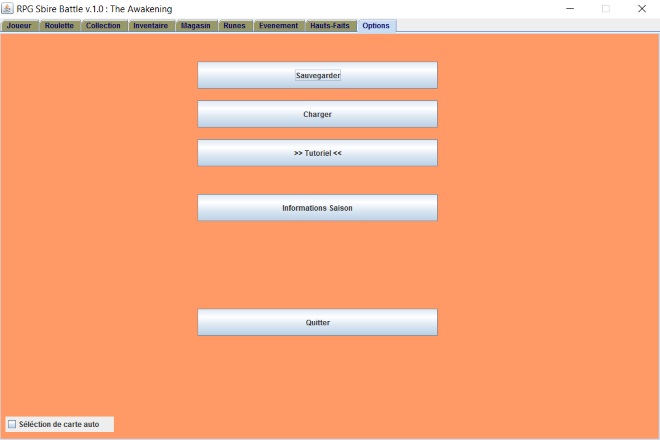 RPG Sbire Battle v.1.0 : The Awakening
Joueur Roulette Collection Inventaire Magasin Runes Evenement Hauts-Faits Options
Sauvegarder
Charger
>> Tutoriel <<
Informations Saison
Quitter
Séléction de carte auto